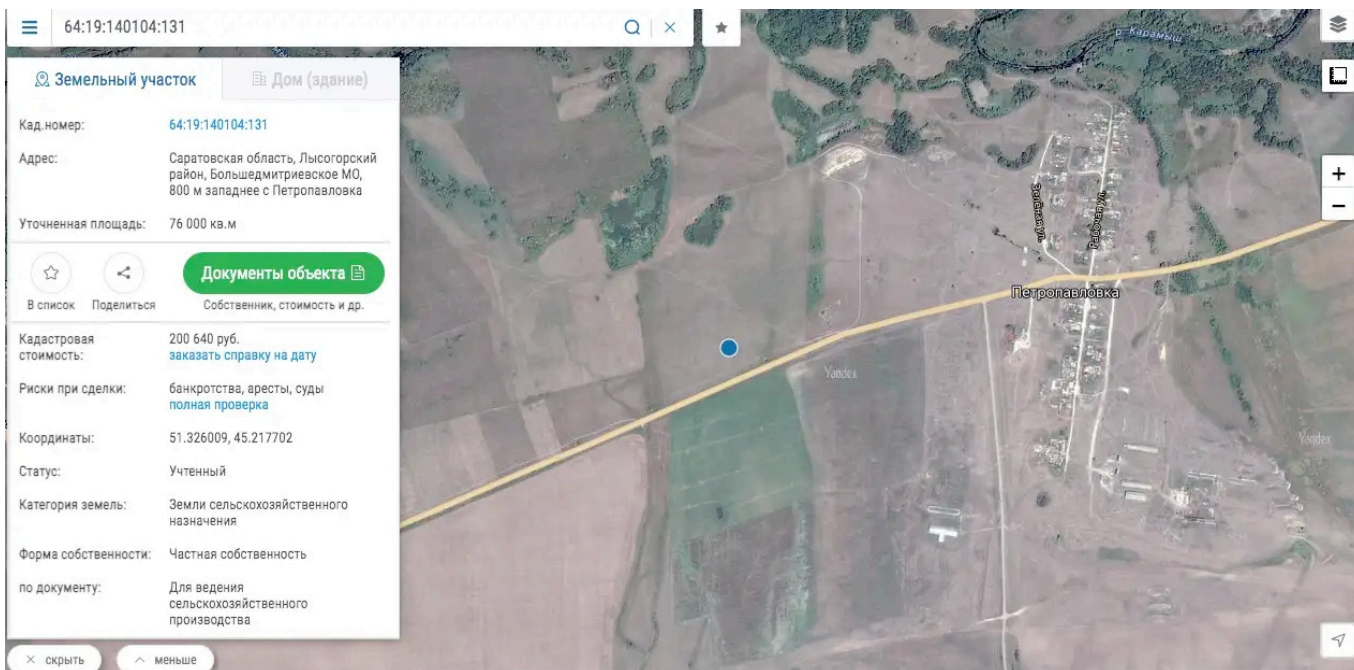 64:19:140104:131
Земельный участок
Дом (здание)
Кад.номер:
64:19:140104:131
Адрес:
Саратовская область, Лысогорский
район, Большедмитриевское МО,
800 м западнее с Петропавловка
Уточненная площадь:
76 000 кв.м
Документы объекта
В список
Поделиться
Собственник, стоимость и др.
Кадастровая
стоимость:
200 640 руб.
заказать справку на дату
Риски при сделки:
банкротства, аресты, суды
полная проверка
Координаты:
51.326009, 45.217702
Статус:
Учтенный
Категория земель:
Земли сельскохозяйственного
назначения
Форма собственности:
Частная собственность
по документу:
Для ведения
сельскохозяйственного
производства
скрыть
меньше
р. Карамыш
Зелёная ул.
Рабочая ул.
Петропавловка
Yandex
Yandex